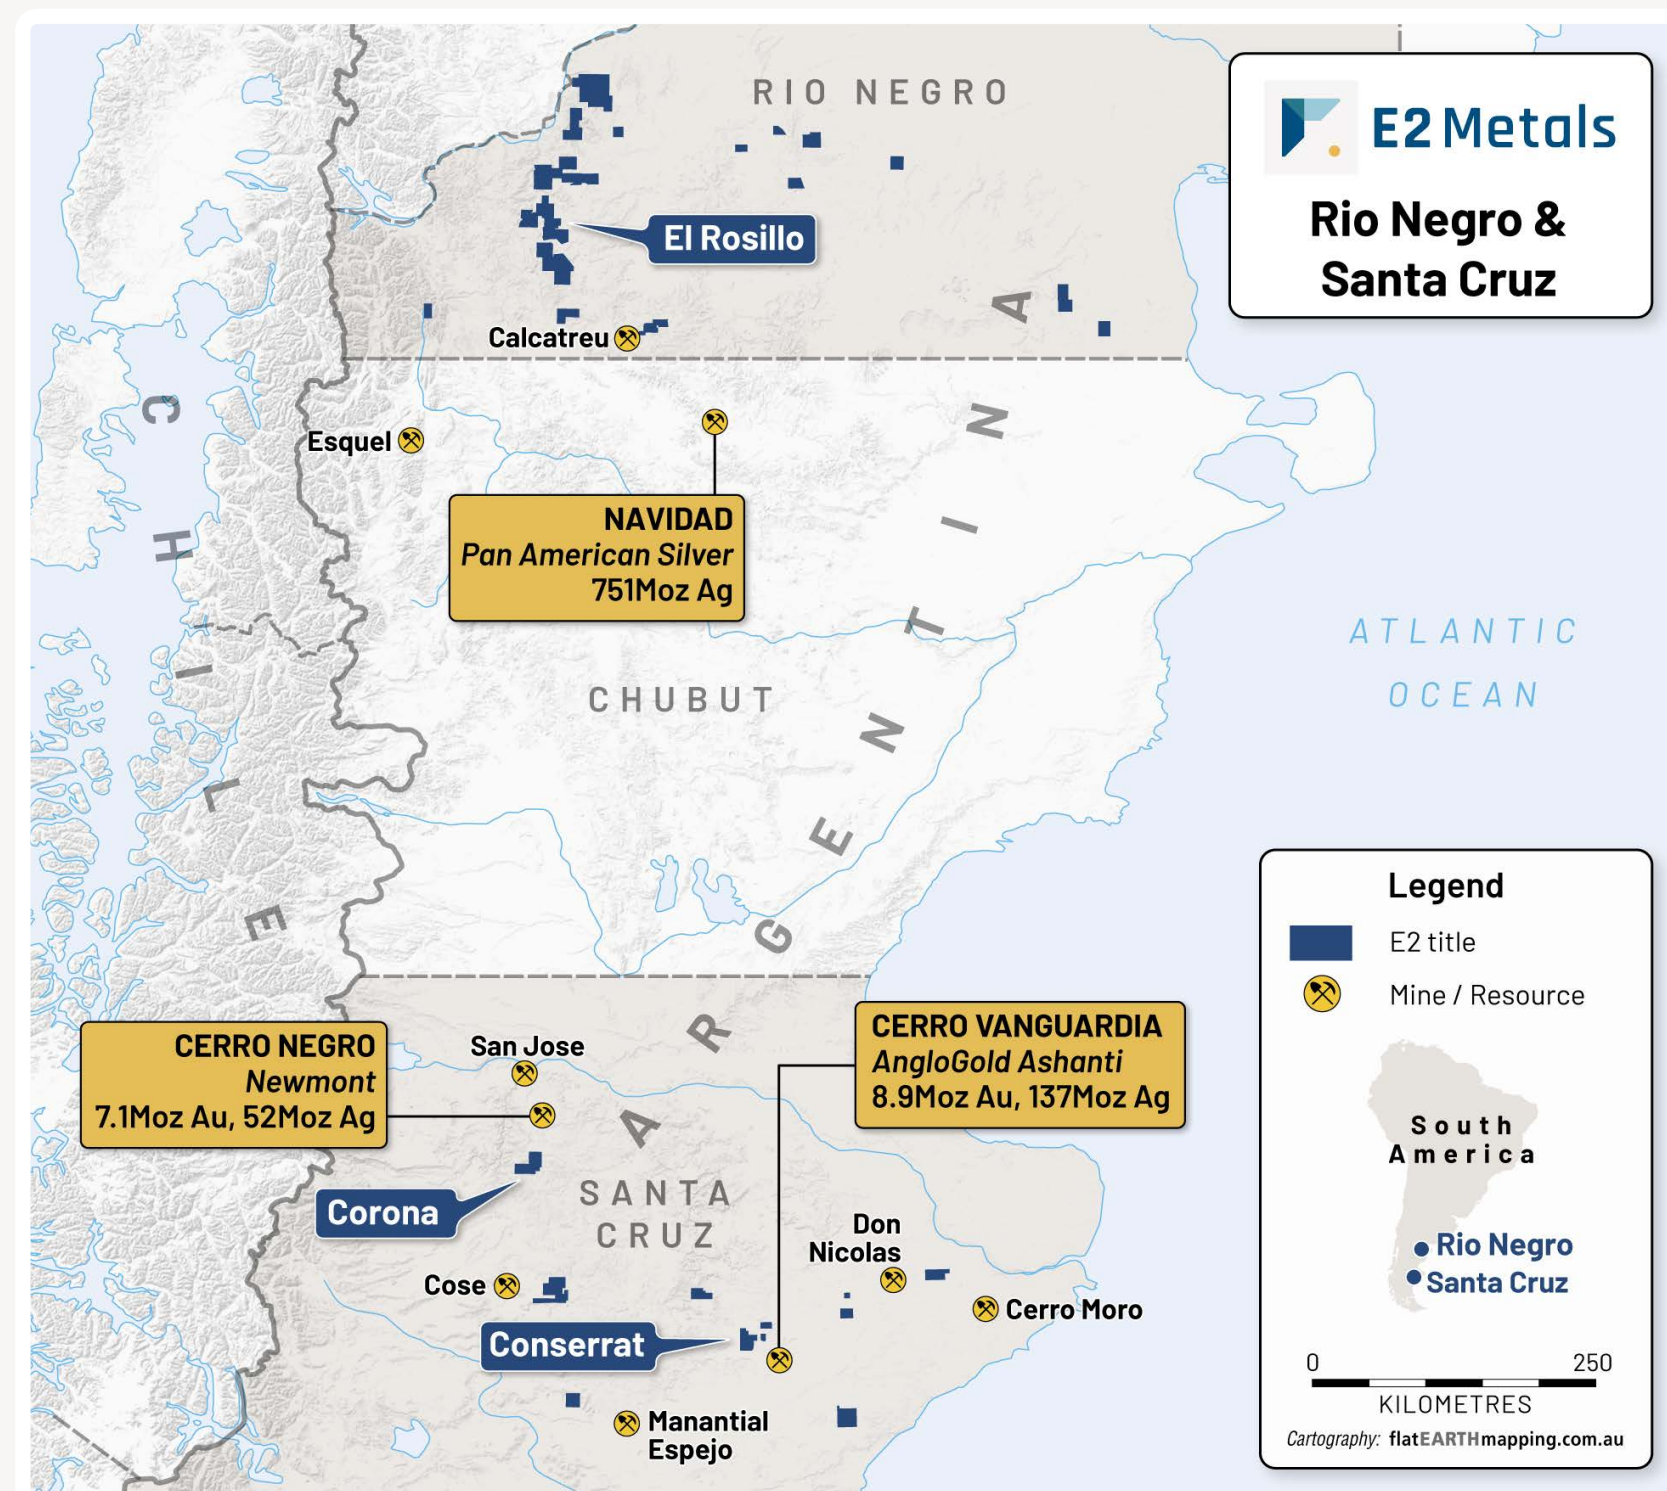 RIO NEGRO
E2Metals
Rio Negro &
Santa Cruz
El Rosillo
Calcatreu
Esquel
NAVIDAD
Pan American Silver
751Moz Ag
CHILE
ARGENTINA
CHUBUT
ATLANTIC
OCEAN
CERRO NEGRO
Newmont
7.1Moz Au, 52Moz Ag
San Jose
CERRO VANGUARDIA
AngloGold Ashanti
8.9Moz Au, 137Moz Ag
Corona
SANTA
CRUZ
Don
Nicolas
Cose
Cerro Moro
Conserrat
Manantial
Espejo
Legend
E2 title
Mine / Resource
South
America
Rio Negro
Santa Cruz
0 250
KILOMETRES
Cartography: flatEARTHmapping.com.au